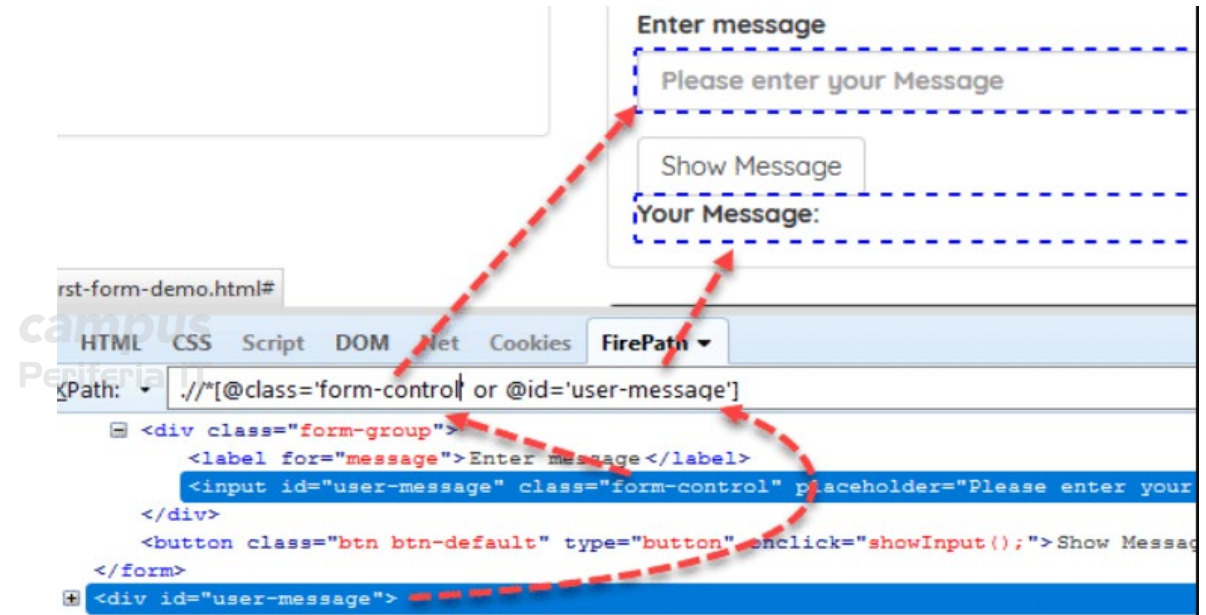 Enter message
Please enter your Message
Show Message
Your Message:
rst-form-demo.html#
campus
Periferia IT
HTML CSS Script DOM Net Cookies FirePath
XPath: .//*[@class='form-control' or @id='user-message']
<div class="form-group">
<label for="message">Enter message</label>
<input id="user-message" class="form-control" placeholder="Please enter your
</div>
<button class="btn btn-default" type="button" onclick="showInput();">Show Messag
</form>
<div id="user-message">